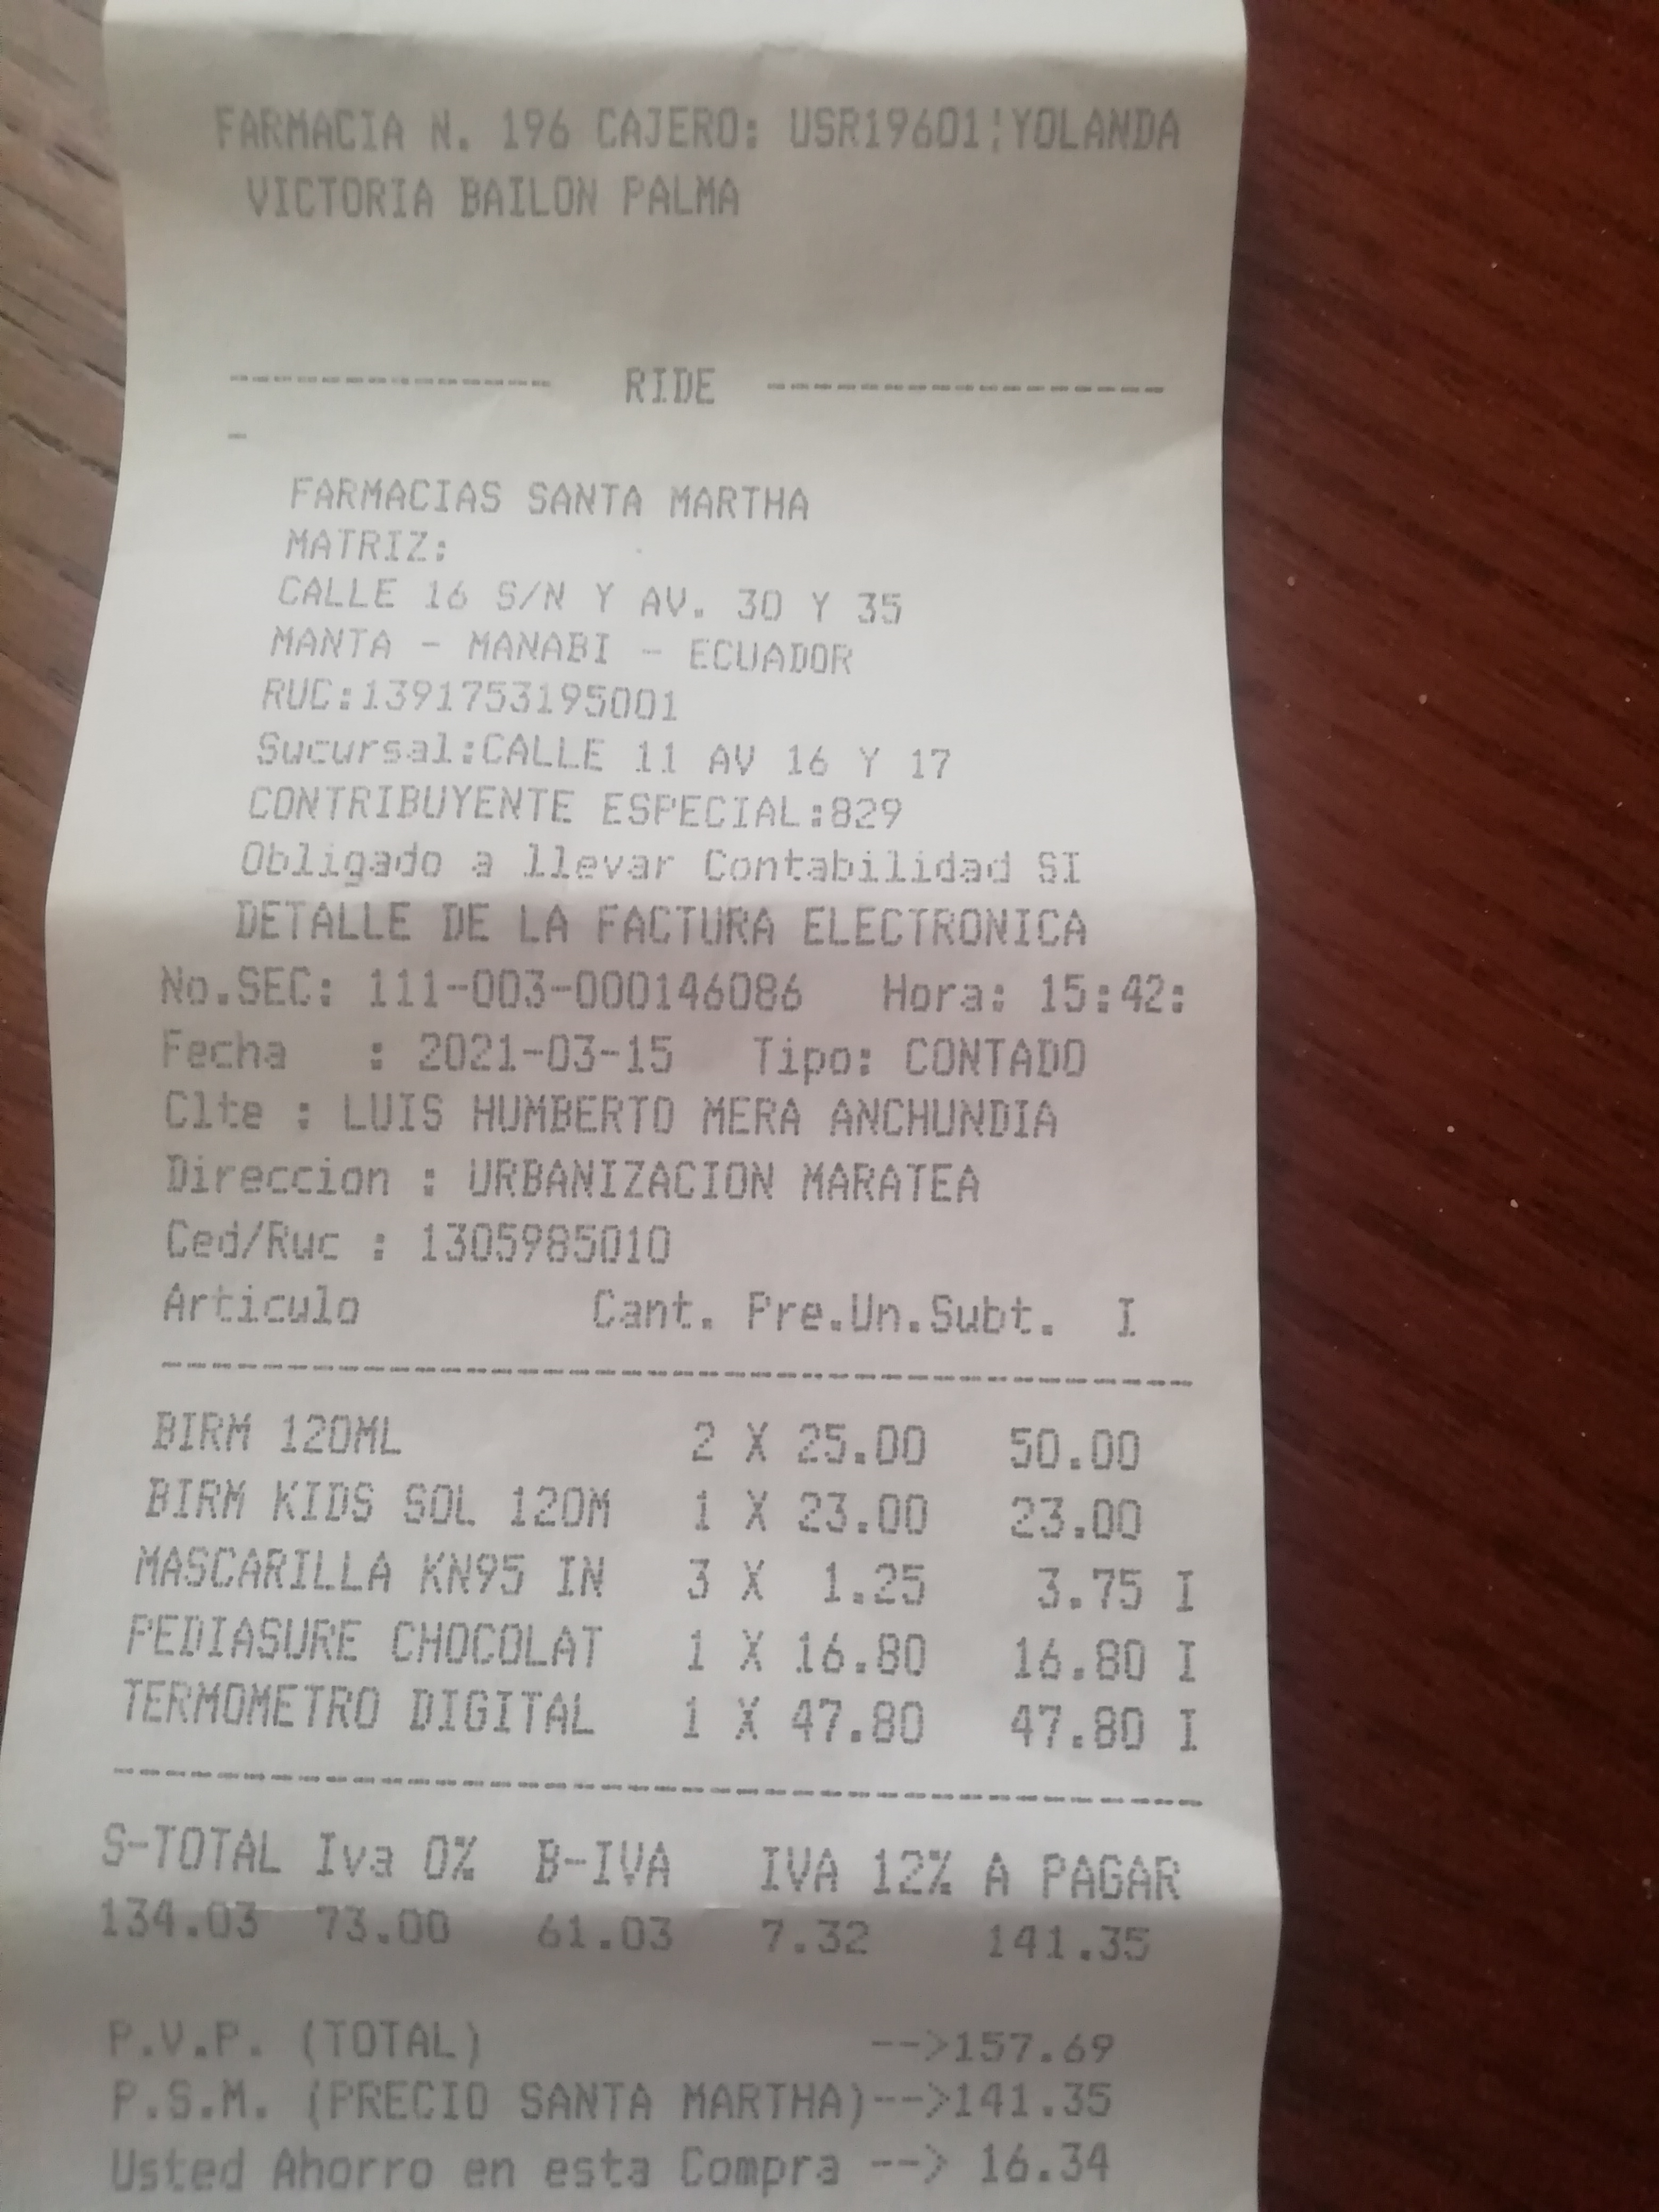 FARMACIA N. 196 CAJERO: USR19601¦YOLANDA
VICTORIA BAILON PALMA
---------------- RIDE --------------------
-
FARMACIAS SANTA MARTHA
MATRIZ:
CALLE 16 S/N Y AV. 30 Y 35
MANTA - MANABI - ECUADOR
RUC:1391753195001
Sucursal:CALLE 11 AV 16 Y 17
CONTRIBUYENTE ESPECIAL:829
Obligado a llevar Contabilidad SI
DETALLE DE LA FACTURA ELECTRONICA
No.SEC: 111-003-000146086 Hora: 15:42:
Fecha : 2021-03-15 Tipo: CONTADO
Clte : LUIS HUMBERTO MERA ANCHUNDIA
Direccion : URBANIZACION MARATEA
Ced/Ruc : 1305985010
Articulo Cant. Pre.Un.Subt. I
----------------------------------------
BIRM 120ML 2 X 25.00 50.00
BIRM KIDS SOL 120M 1 X 23.00 23.00
MASCARILLA KN95 IN 3 X 1.25 3.75 I
PEDIASURE CHOCOLAT 1 X 16.80 16.80 I
TERMOMETRO DIGITAL 1 X 47.80 47.80 I
----------------------------------------
S-TOTAL Iva 0% B-IVA IVA 12% A PAGAR
134.03 73.00 61.03 7.32 141.35
P.V.P. (TOTAL) -->157.69
P.S.M. (PRECIO SANTA MARTHA)-->141.35
Usted Ahorro en esta Compra --> 16.34